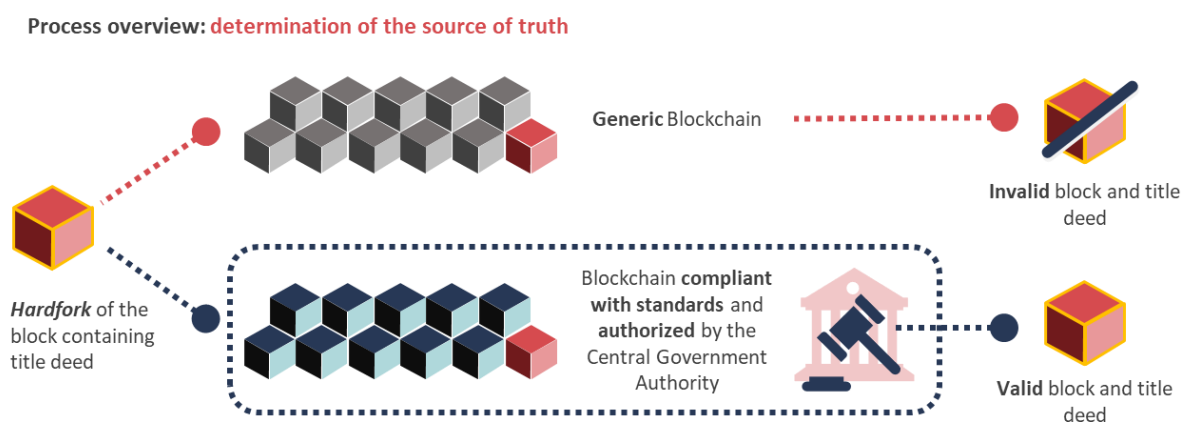 Process overview: determination of the source of truth
Generic Blockchain
Invalid block and title
deed
Hardfork of the
block containing
title deed
Blockchain compliant
with standards and
authorized by the
Central Government
Authority
Valid block and title
deed